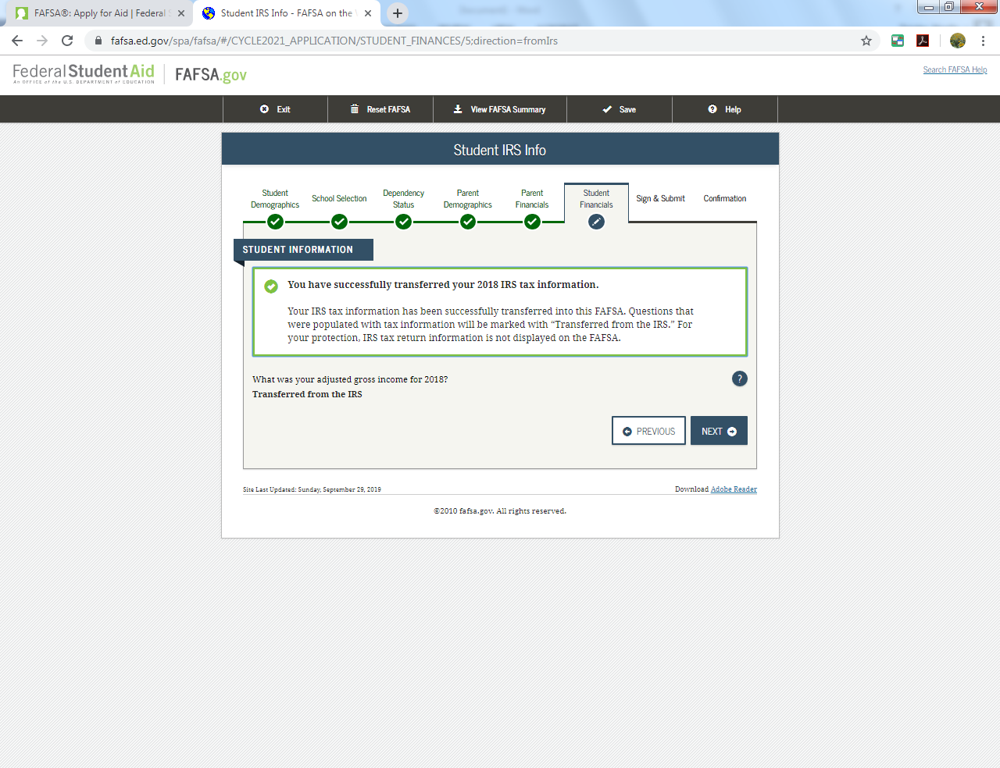 FAFSA®: Apply for Aid | Federal S
Student IRS Info - FAFSA on the W
fafsa.ed.gov/spa/fafsa/#/CYCLE2021_APPLICATION/STUDENT_FINANCES/5;direction=fromIrs
Federal Student Aid
An OFFICE of the U.S. DEPARTMENT of EDUCATION
FAFSA.gov
Search FAFSA Help
Exit
Reset FAFSA
View FAFSA Summary
Save
Help
Student IRS Info
Student
Demographics
School Selection
Dependency
Status
Parent
Demographics
Parent
Financials
Student
Financials
Sign & Submit
Confirmation
STUDENT INFORMATION
You have successfully transferred your 2018 IRS tax information.
Your IRS tax information has been successfully transferred into this FAFSA. Questions that
were populated with tax information will be marked with “Transferred from the IRS.” For
your protection, IRS tax return information is not displayed on the FAFSA.
What was your adjusted gross income for 2018?
?
Transferred from the IRS
PREVIOUS
NEXT
Site Last Updated: Sunday, September 29, 2019
Download Adobe Reader
©2010 fafsa.gov. All rights reserved.